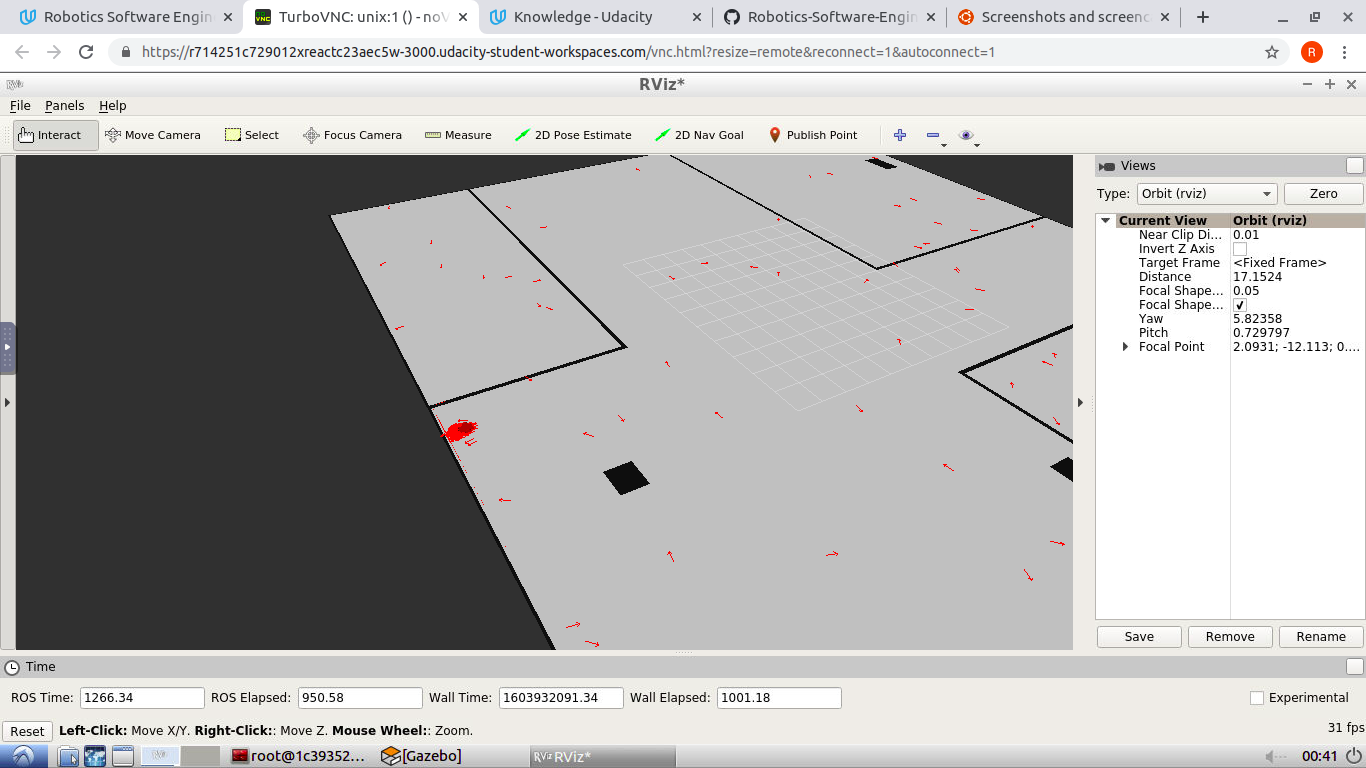 Robotics Software Engin
TurboVNC: unix:1 () - noV
Knowledge - Udacity
Robotics-Software-Engin
Screenshots and screenc
https://r714251c729012xreactc23aec5w-3000.udacity-student-workspaces.com/vnc.html?resize=remote&reconnect=1&autoconnect=1
R
RViz*
File Panels Help
Interact Move Camera Select Focus Camera Measure 2D Pose Estimate 2D Nav Goal Publish Point
Views
Type: Orbit (rviz) Zero
Current View Orbit (rviz)
Near Clip Di... 0.01
Invert Z Axis
Target Frame <Fixed Frame>
Distance 17.1524
Focal Shape... 0.05
Focal Shape...
Yaw 5.82358
Pitch 0.729797
Focal Point 2.0931; -12.113; 0....
Save Remove Rename
Time
ROS Time: 1266.34 ROS Elapsed: 950.58 Wall Time: 1603932091.34 Wall Elapsed: 1001.18 Experimental
Reset Left-Click: Move X/Y. Right-Click:: Move Z. Mouse Wheel:: Zoom. 31 fps
root@1c39352... [Gazebo] RViz RViz* 00:41